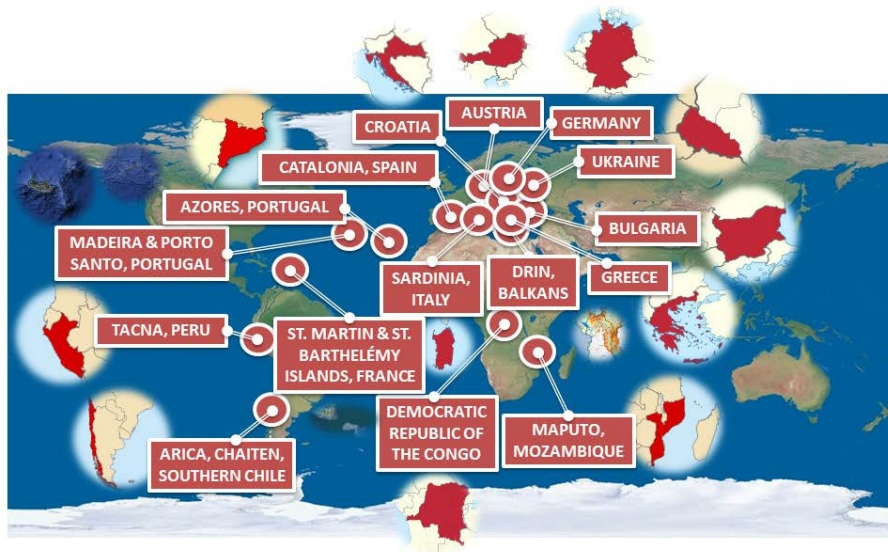 AUSTRIA
CROATIA
GERMANY
CATALONIA, SPAIN
UKRAINE
AZORES, PORTUGAL
MADEIRA & PORTO
SANTO, PORTUGAL
BULGARIA
SARDINIA,
ITALY
DRIN,
BALKANS
GREECE
TACNA, PERU
ST. MARTIN & ST.
BARTHELÉMY
ISLANDS, FRANCE
DEMOCRATIC
REPUBLIC OF
THE CONGO
MAPUTO,
MOZAMBIQUE
ARICA, CHAITEN,
SOUTHERN CHILE